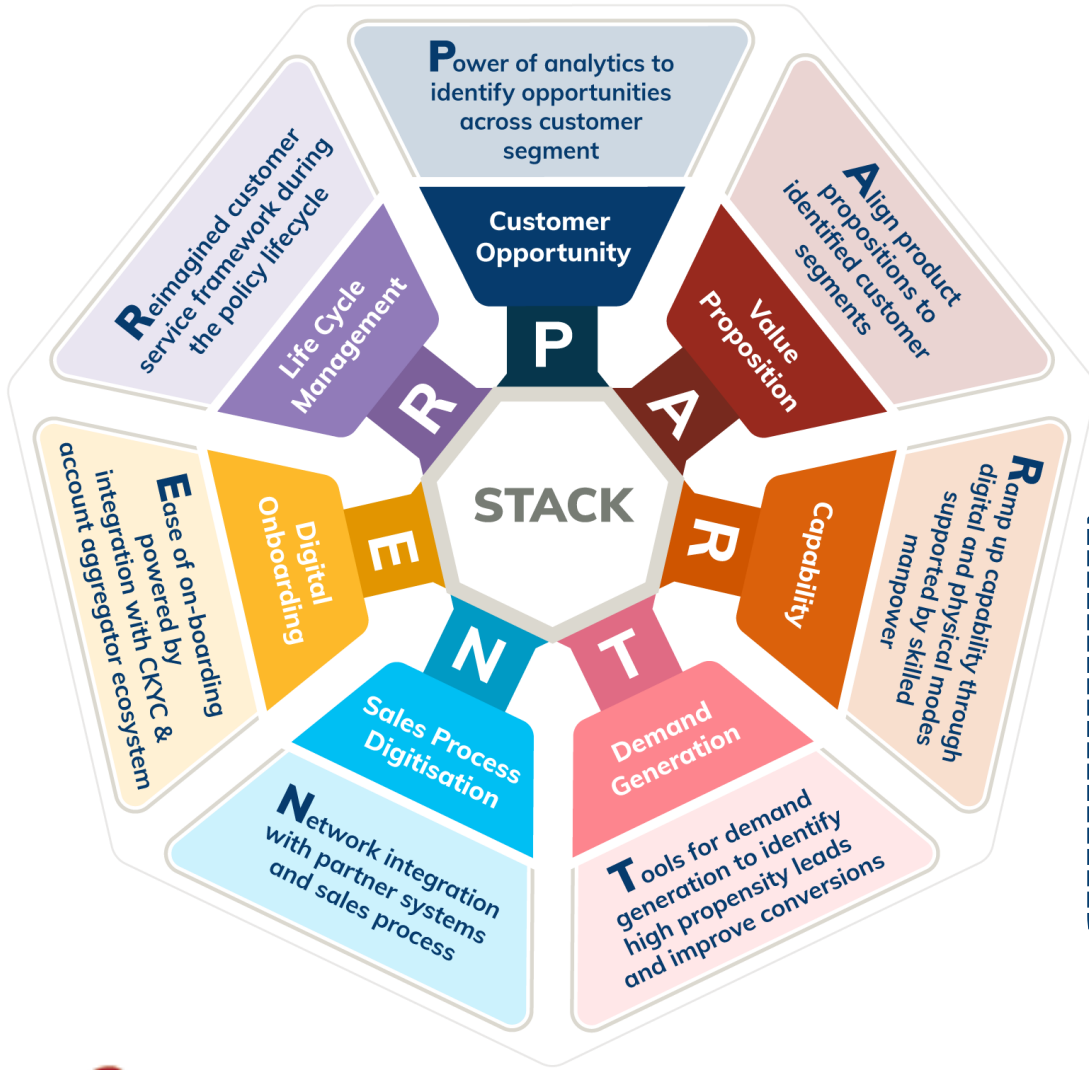 Power of analytics to
identify opportunities
across customer
segment
Customer
Opportunity
P
Align product
propositions to
identified customer
segments
Value
Proposition
A
Ramp up capability through
digital and physical modes
supported by skilled
manpower
Capability
R
Tools for demand
generation to identify
high propensity leads
and improve conversions
Demand
Generation
T
Network integration
with partner systems
and sales process
Sales Process
Digitisation
N
Ease of on-boarding
powered by
integration with CKYC &
account aggregator ecosystem
Digital
Onboarding
E
Reimagined customer
service framework during
the policy lifecycle
Life Cycle
Management
R
STACK